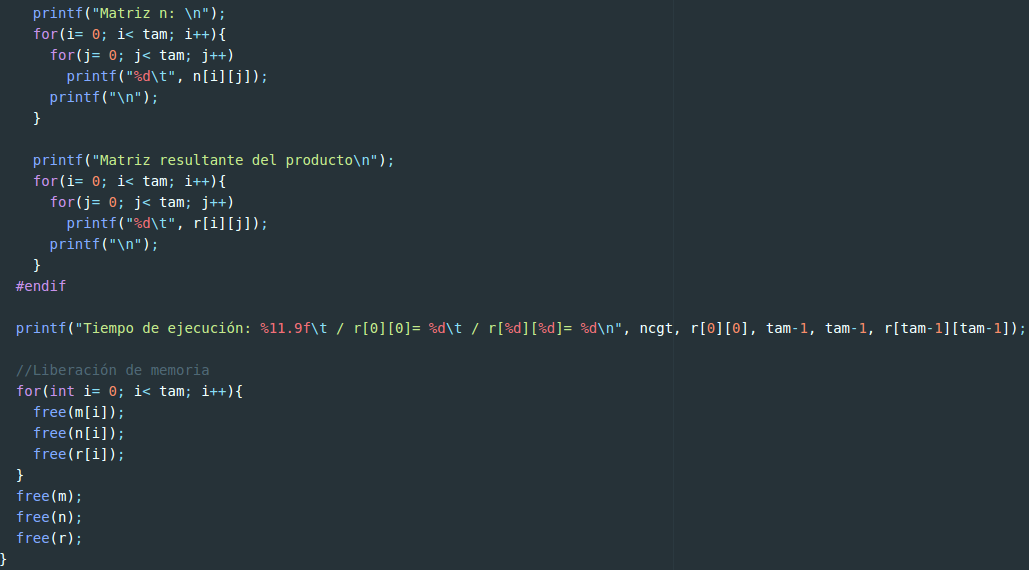 printf("Matriz n: \n");
    for(i= 0; i< tam; i++){
      for(j= 0; j< tam; j++)
        printf("%d\t", n[i][j]);
      printf("\n");
    }

    printf("Matriz resultante del producto\n");
    for(i= 0; i< tam; i++){
      for(j= 0; j< tam; j++)
        printf("%d\t", r[i][j]);
      printf("\n");
    }
  #endif

  printf("Tiempo de ejecución: %11.9f\t / r[0][0]= %d\t / r[%d][%d]= %d\n", ncgt, r[0][0], tam-1, tam-1, r[tam-1][tam-1]);

  //Liberación de memoria
  for(int i= 0; i< tam; i++){
    free(m[i]);
    free(n[i]);
    free(r[i]);
  }
  free(m);
  free(n);
  free(r);
}